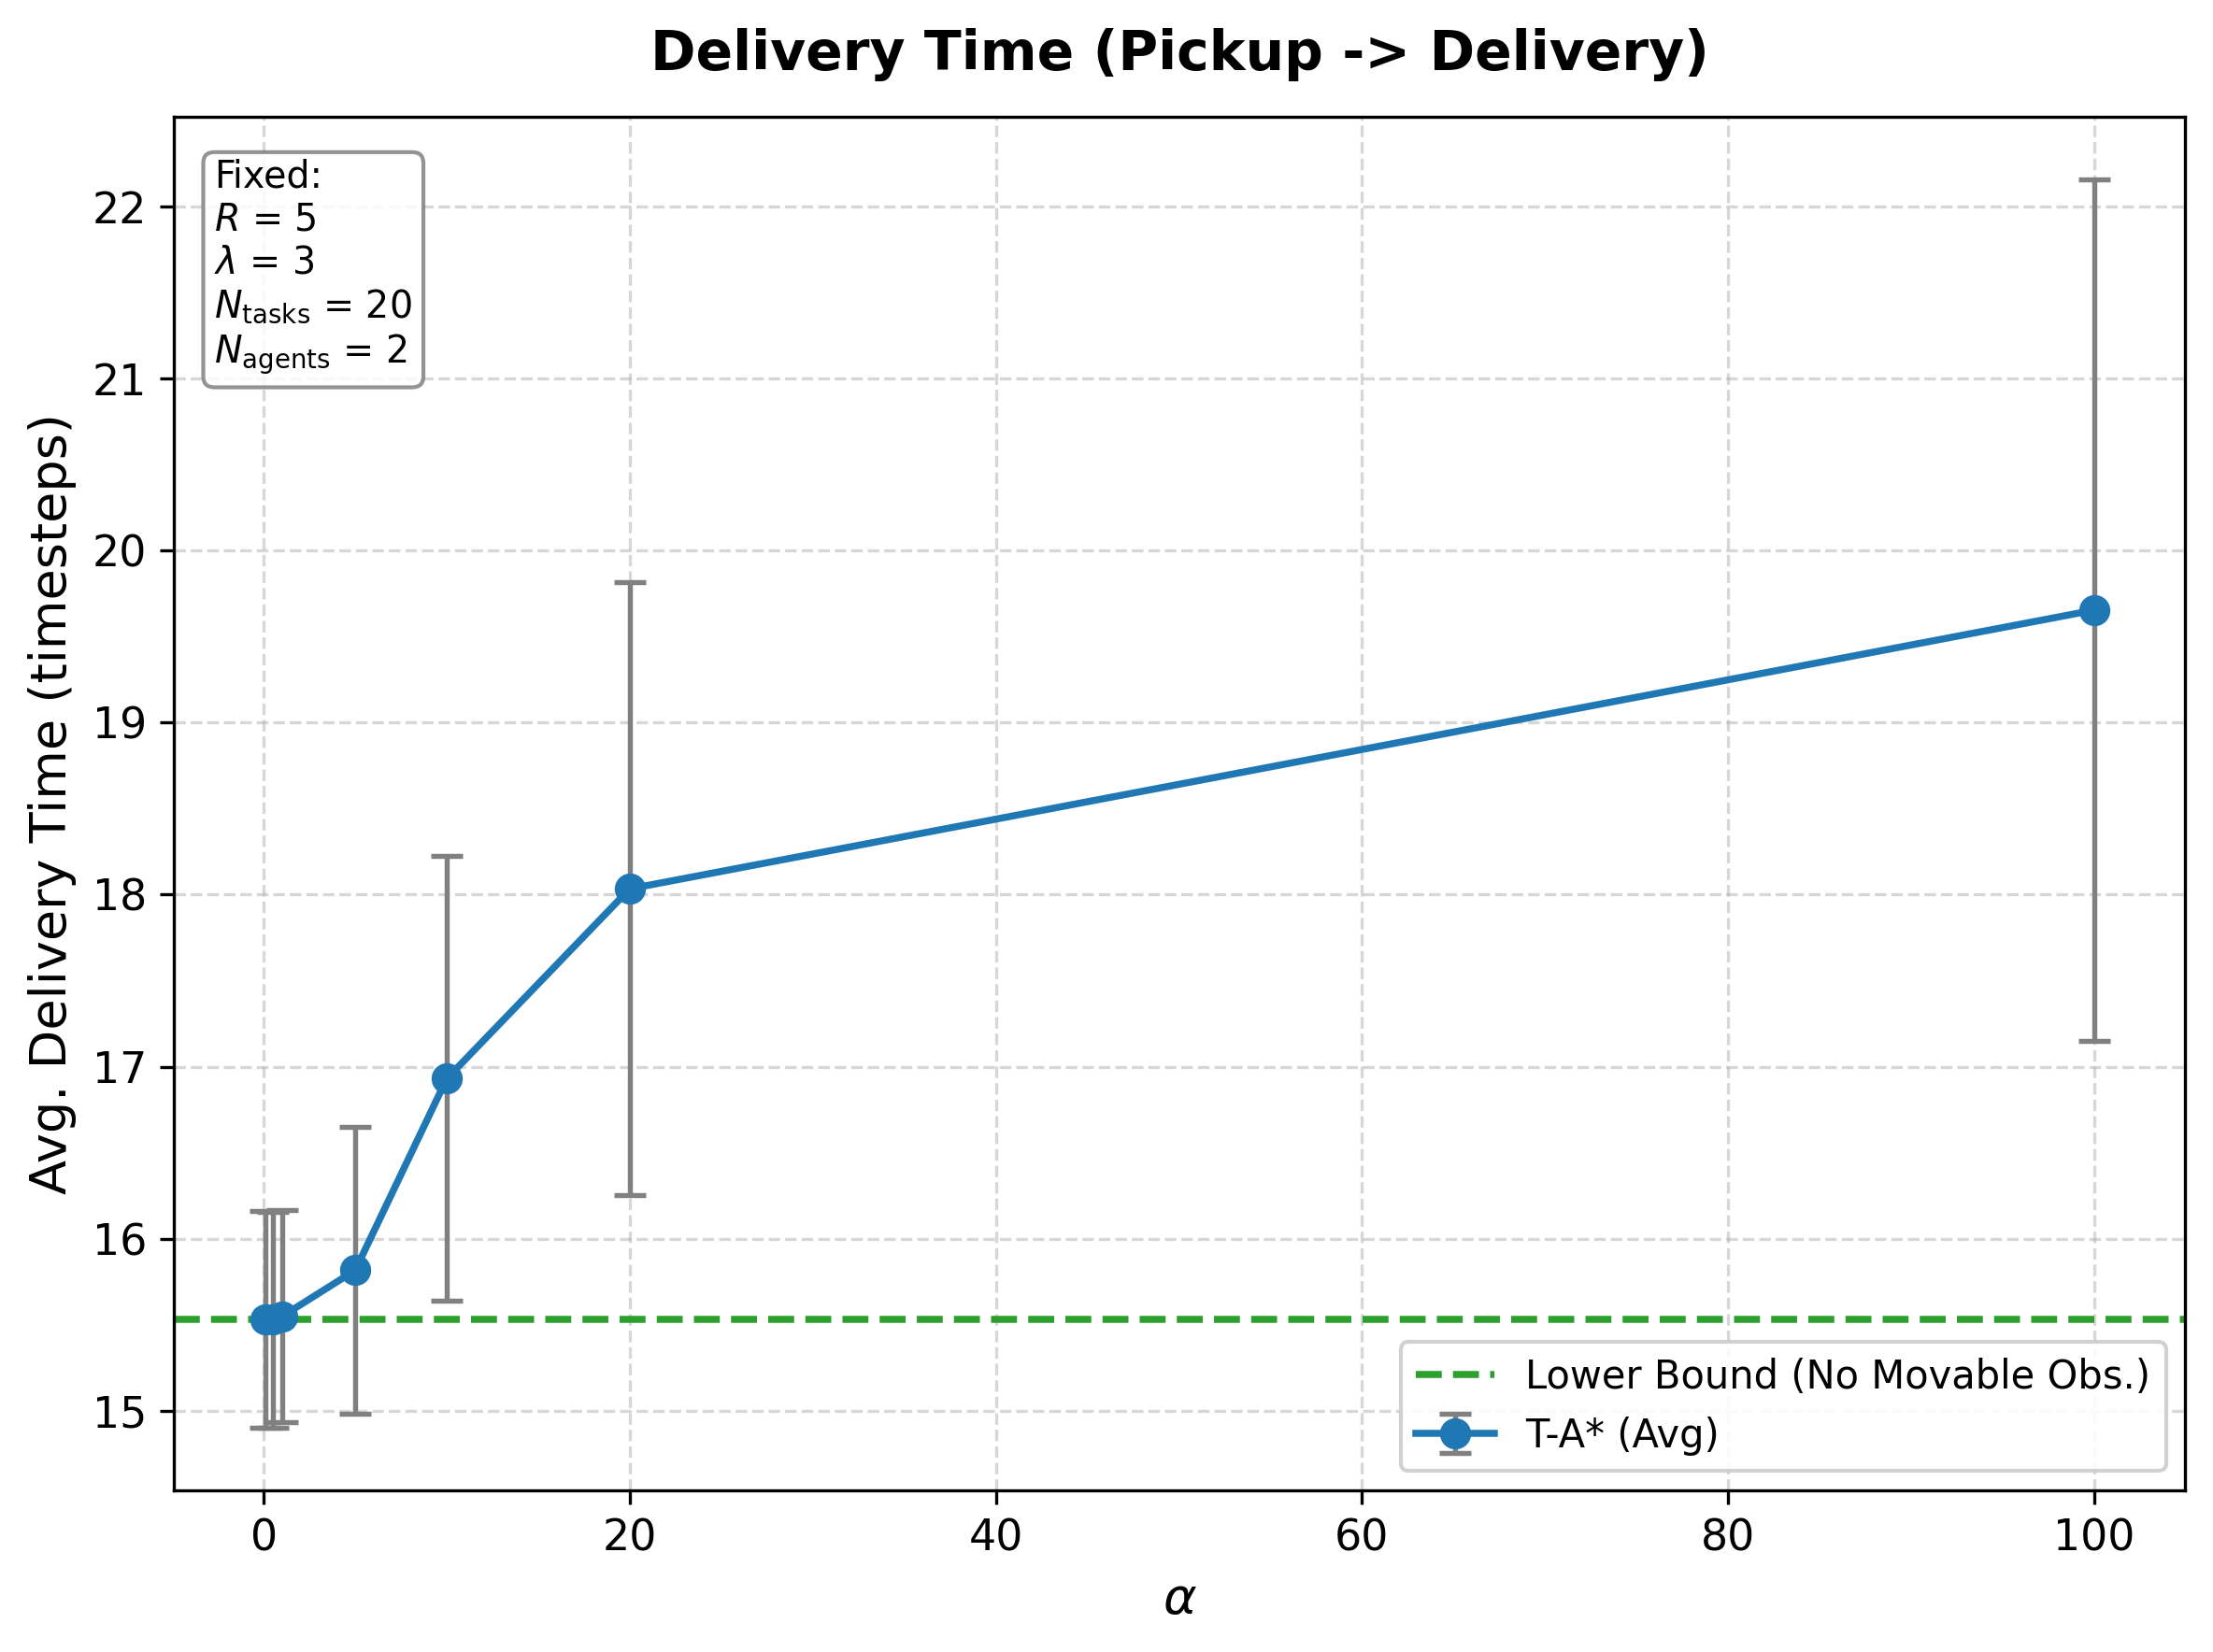 Delivery Time (Pickup -> Delivery)
Fixed:
R = 5
λ = 3
N_tasks = 20
N_agents = 2
Avg. Delivery Time (timesteps)
22
21
20
19
18
17
16
15
0 20 40 60 80 100
α
Lower Bound (No Movable Obs.)
T-A* (Avg)